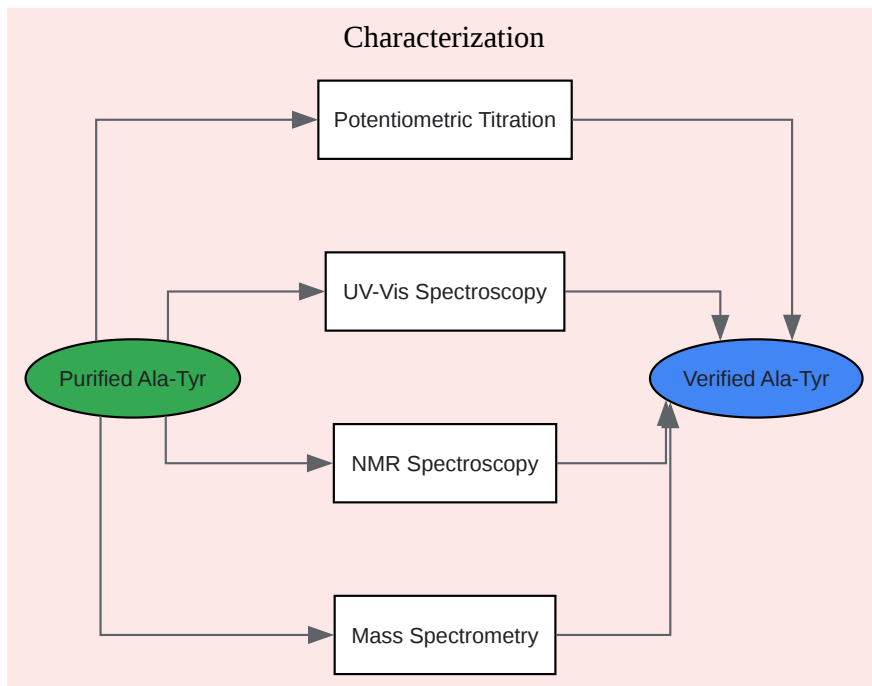 Characterization
Potentiometric Titration
UV-Vis Spectroscopy
Purified Ala-Tyr
Verified Ala-Tyr
NMR Spectroscopy
Mass Spectrometry